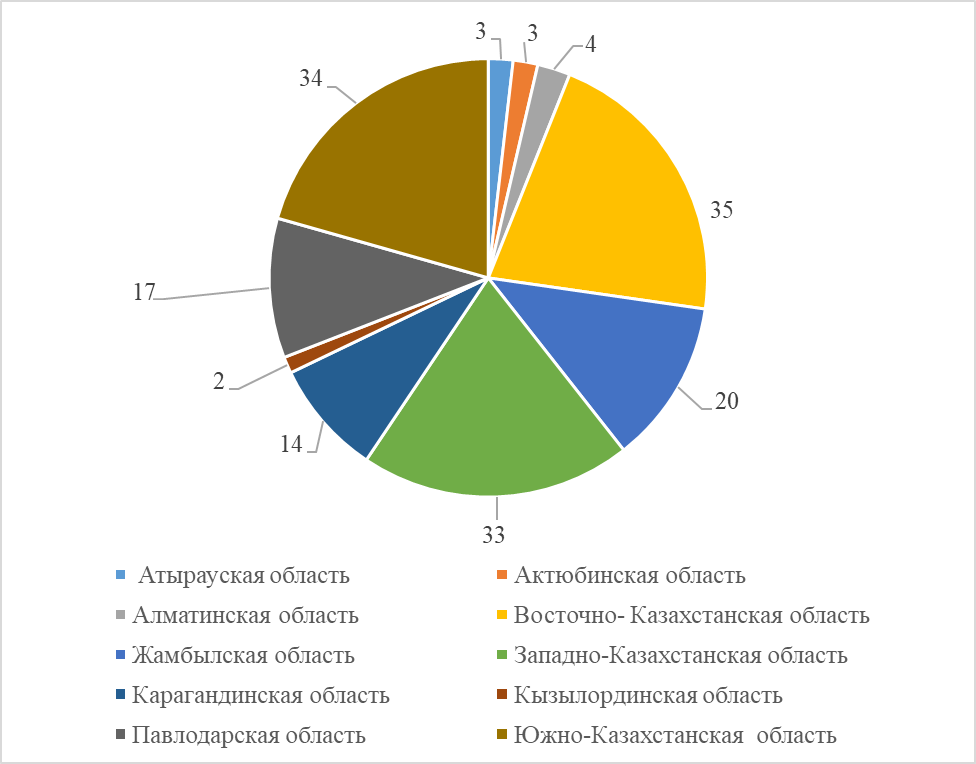 3
3
4
34
35
17
20
2
14
33
Атырауская область
Актюбинская область
Алматинская область
Восточно- Казахстанская область
Жамбылская область
Западно-Казахстанская область
Карагандинская область
Кызылординская область
Павлодарская область
Южно-Казахстанская  область